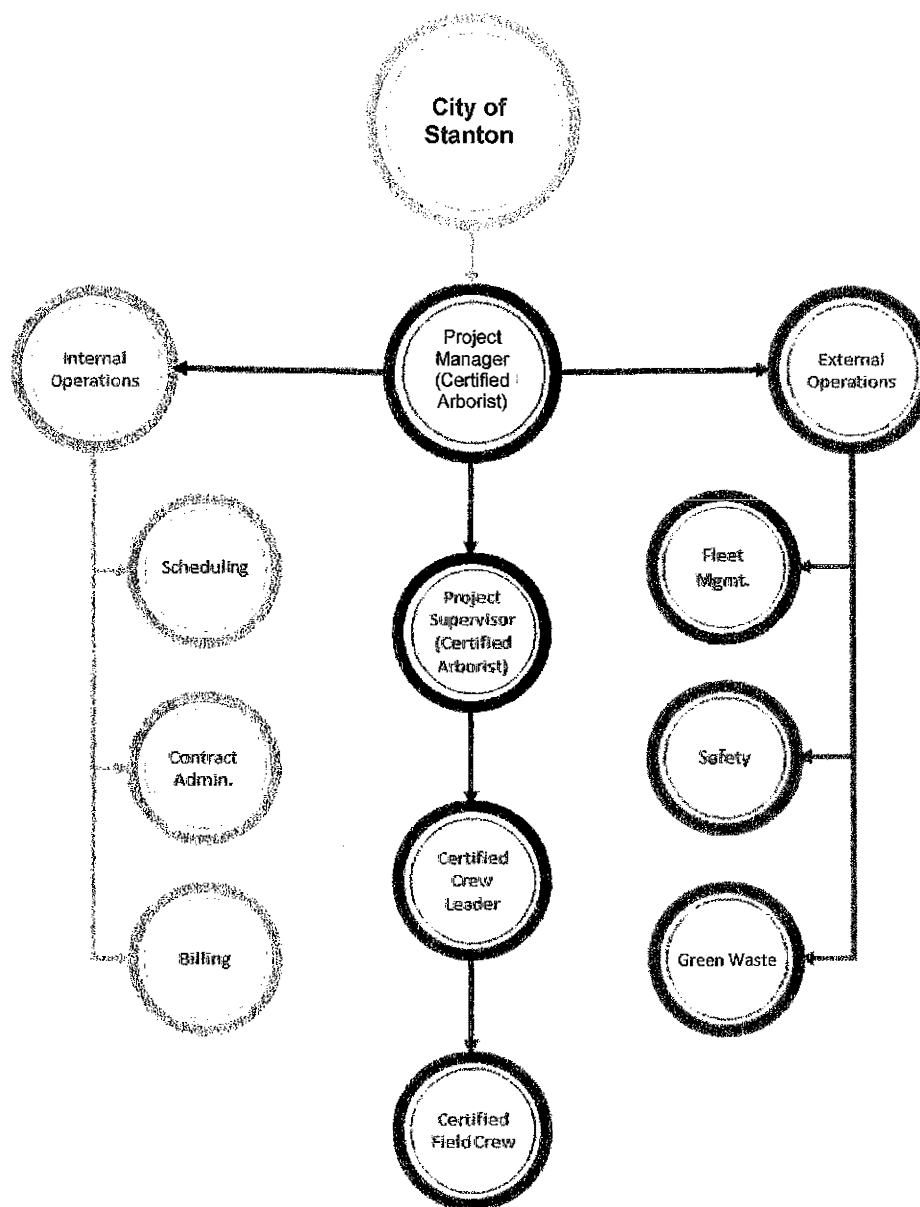 City of
Stanton
Internal
Operations
Project
Manager
(Certified
Arborist)
External
Operations
Scheduling
Project
Supervisor
(Certified
Arborist)
Fleet
Mgmt.
Contract
Admin.
Safety
Certified
Crew
Leader
Billing
Green Waste
Certified
Field Crew